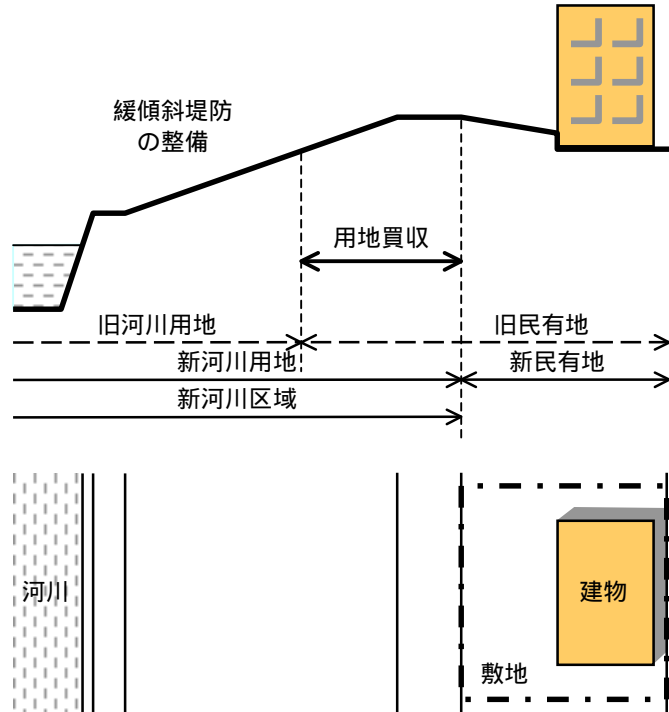 緩傾斜堤防
の整備
用地買収
旧河川用地
旧民有地
新河川用地
新民有地
新河川区域
河川
建物
敷地